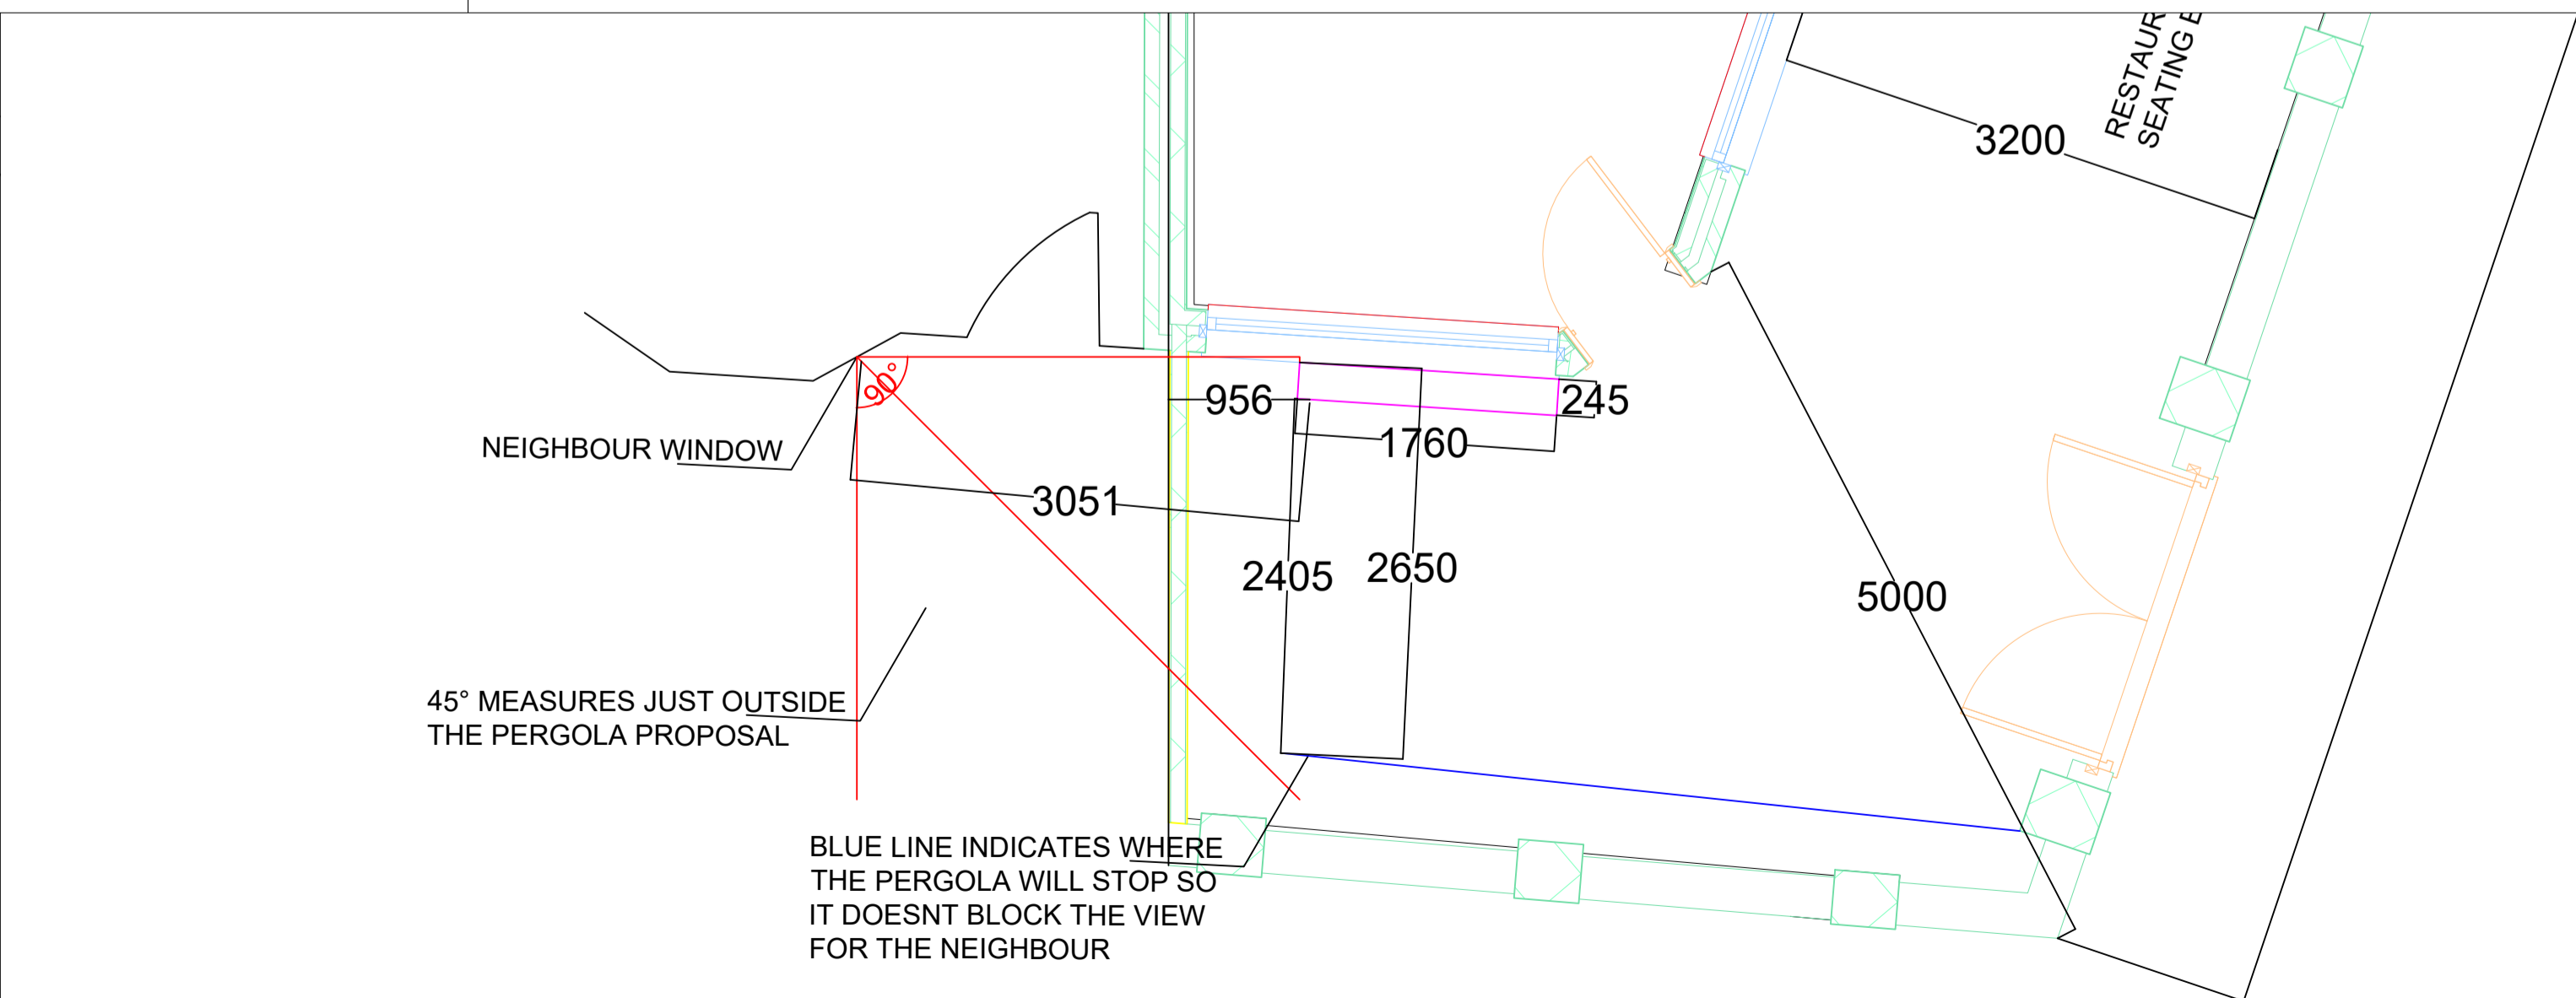 RESTAUR
SEATING
3200
90°
956
245
1760
NEIGHBOUR WINDOW
3051
2405
2650
5000
45° MEASURES JUST OUTSIDE
THE PERGOLA PROPOSAL
BLUE LINE INDICATES WHERE
THE PERGOLA WILL STOP SO
IT DOESNT BLOCK THE VIEW
FOR THE NEIGHBOUR